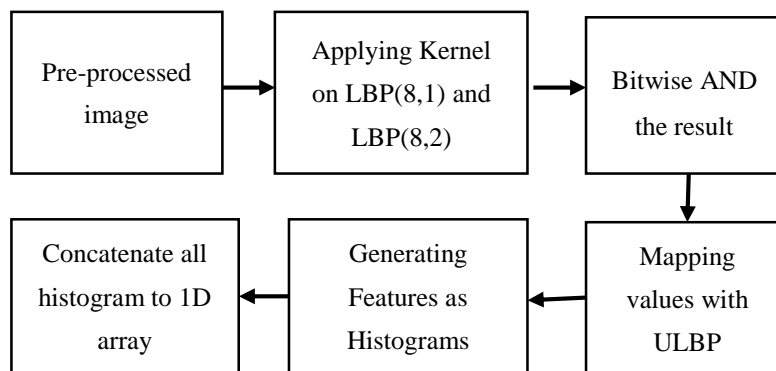 Pre-processed
image
Applying Kernel
on LBP(8,1) and
LBP(8,2)
Bitwise AND
the result
Mapping
values with
ULBP
Generating
Features as
Histograms
Concatenate all
histogram to 1D
array